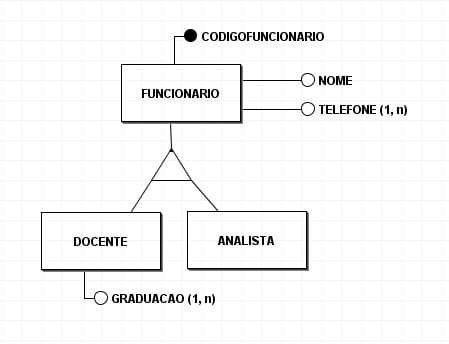 CODIGOFUNCIONARIO
FUNCIONARIO
NOME
TELEFONE (1, n)
DOCENTE
ANALISTA
GRADUACAO (1, n)